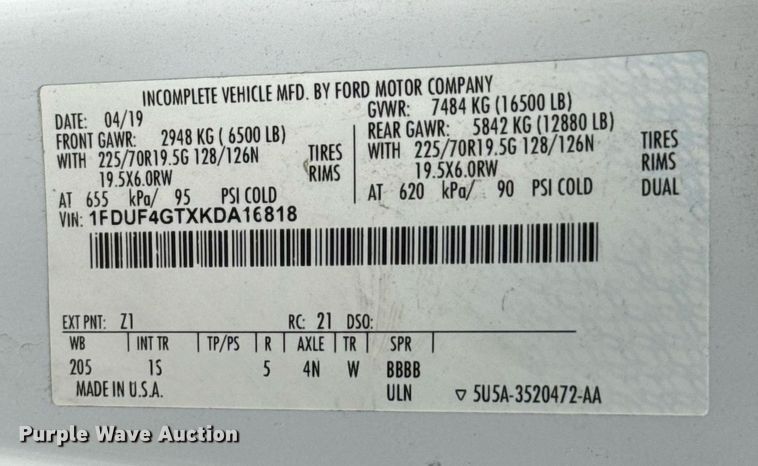 INCOMPLETE VEHICLE MFD. BY FORD MOTOR COMPANY
DATE: 04/19 GVWR: 7484 KG (16500 LB)
FRONT GAWR: 2948 KG ( 6500 LB) REAR GAWR: 5842 KG (12880 LB)
WITH 225/70R19.5G 128/126N TIRES WITH 225/70R19.5G 128/126N TIRES
19.5X6.0RW RIMS 19.5X6.0RW RIMS
AT 655 kPa/ 95 PSI COLD AT 620 kPa/ 90 PSI COLD DUAL
VIN: 1FDUF4GTXKDA16818
EXT PNT: Z1 RC: 21 DSO:
WB INT TR TP/PS R AXLE TR SPR
205 1S 5 4N W BBBB
MADE IN U.S.A. ULN ▽ 5U5A-3520472-AA
Purple Wave Auction